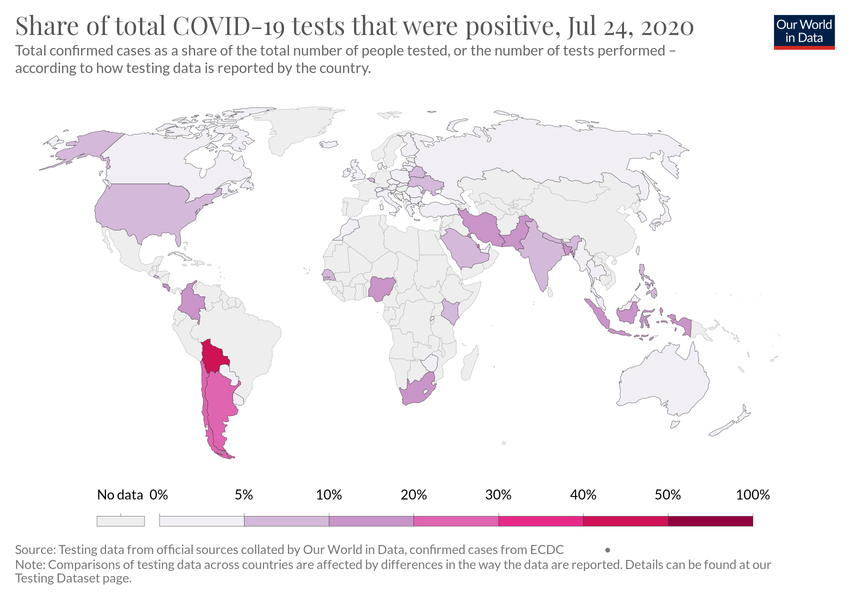 Share of total COVID-19 tests that were positive, Jul 24, 2020
Our World
in Data
Total confirmed cases as a share of the total number of people tested, or the number of tests performed –
according to how testing data is reported by the country.
No data 0% 5% 10% 20% 30% 40% 50% 100%
Source: Testing data from official sources collated by Our World in Data, confirmed cases from ECDC •
Note: Comparisons of testing data across countries are affected by differences in the way the data are reported. Details can be found at our
Testing Dataset page.